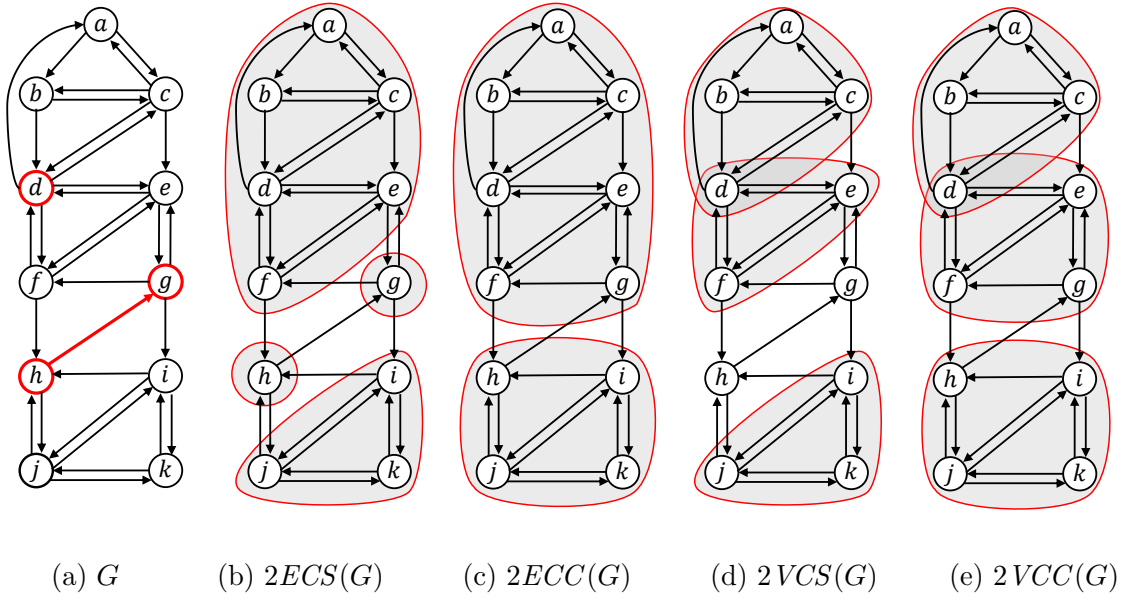 a a a a a
b c b c b c b c b c
d e d e d e d e d e
f g f g f g f g f g
h i h i h i h i h i
j k j k j k j k j k
(a) G (b) 2ECS(G) (c) 2ECC(G) (d) 2VCS(G) (e) 2VCC(G)